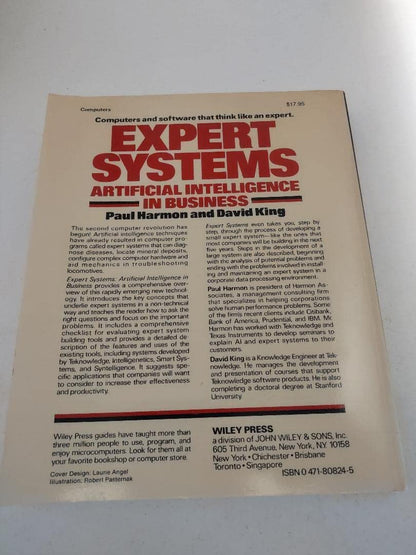 Computers
$17.95
Computers and software that think like an expert.
EXPERT
SYSTEMS
ARTIFICIAL INTELLIGENCE
IN BUSINESS
Paul Harmon and David King
The second computer revolution has
begun! Artificial intelligence techniques
have already resulted in computer pro-
grams called expert systems that can diag-
nose diseases, locate mineral deposits,
configure complex computer hardware and
aid mechanics in troubleshooting
locomotives.
Expert Systems: Artificial Intelligence in
Business provides a comprehensive over-
view of this rapidly emerging new technol-
ogy. It introduces the key concepts that
underlie expert systems in a non-technical
way and teaches the reader how to ask the
right questions and focus on the important
problems. It includes a comprehensive
checklist for evaluating expert system
building tools and provides a detailed de-
scription of the features and uses of the
existing tools, including systems developed
by Teknowledge, Intelligenetics, Smart Sys-
tems, and Syntelligence. It suggests spe-
cific applications that companies will want
to consider to increase their effectiveness
and productivity.
Expert Systems even takes you, step by
step, through the process of developing a
small expert system—like the ones that
most companies will be building in the next
five years. Steps in the development of a
large system are also described, beginning
with the analysis of potential problems and
ending with the problems involved in install-
ing and maintaining an expert system in a
corporate data processing environment.
Paul Harmon is president of Harmon As-
sociates, a management consulting firm
that specializes in helping corporations
solve human performance problems. Some
of the firms recent clients include Citibank,
Bank of America, Prudential, and IBM. Mr.
Harmon has worked with Teknowledge and
Texas Instruments to develop seminars to
explain AI and expert systems to their
customers.
David King is a Knowledge Engineer at Tek-
nowledge. He manages the development
and presentation of courses that support
Teknowledge software products. He is also
completing a doctoral degree at Stanford
University.
Wiley Press guides have taught more than
three million people to use, program, and
enjoy microcomputers. Look for them all at
your favorite bookshop or computer store.
Cover Design: Laurie Angel
Illustration: Robert Pasternak
WILEY PRESS
a division of JOHN WILEY & SONS, Inc.
605 Third Avenue, New York, NY 10158
New York • Chichester • Brisbane
Toronto • Singapore
ISBN 0 471-80824-5